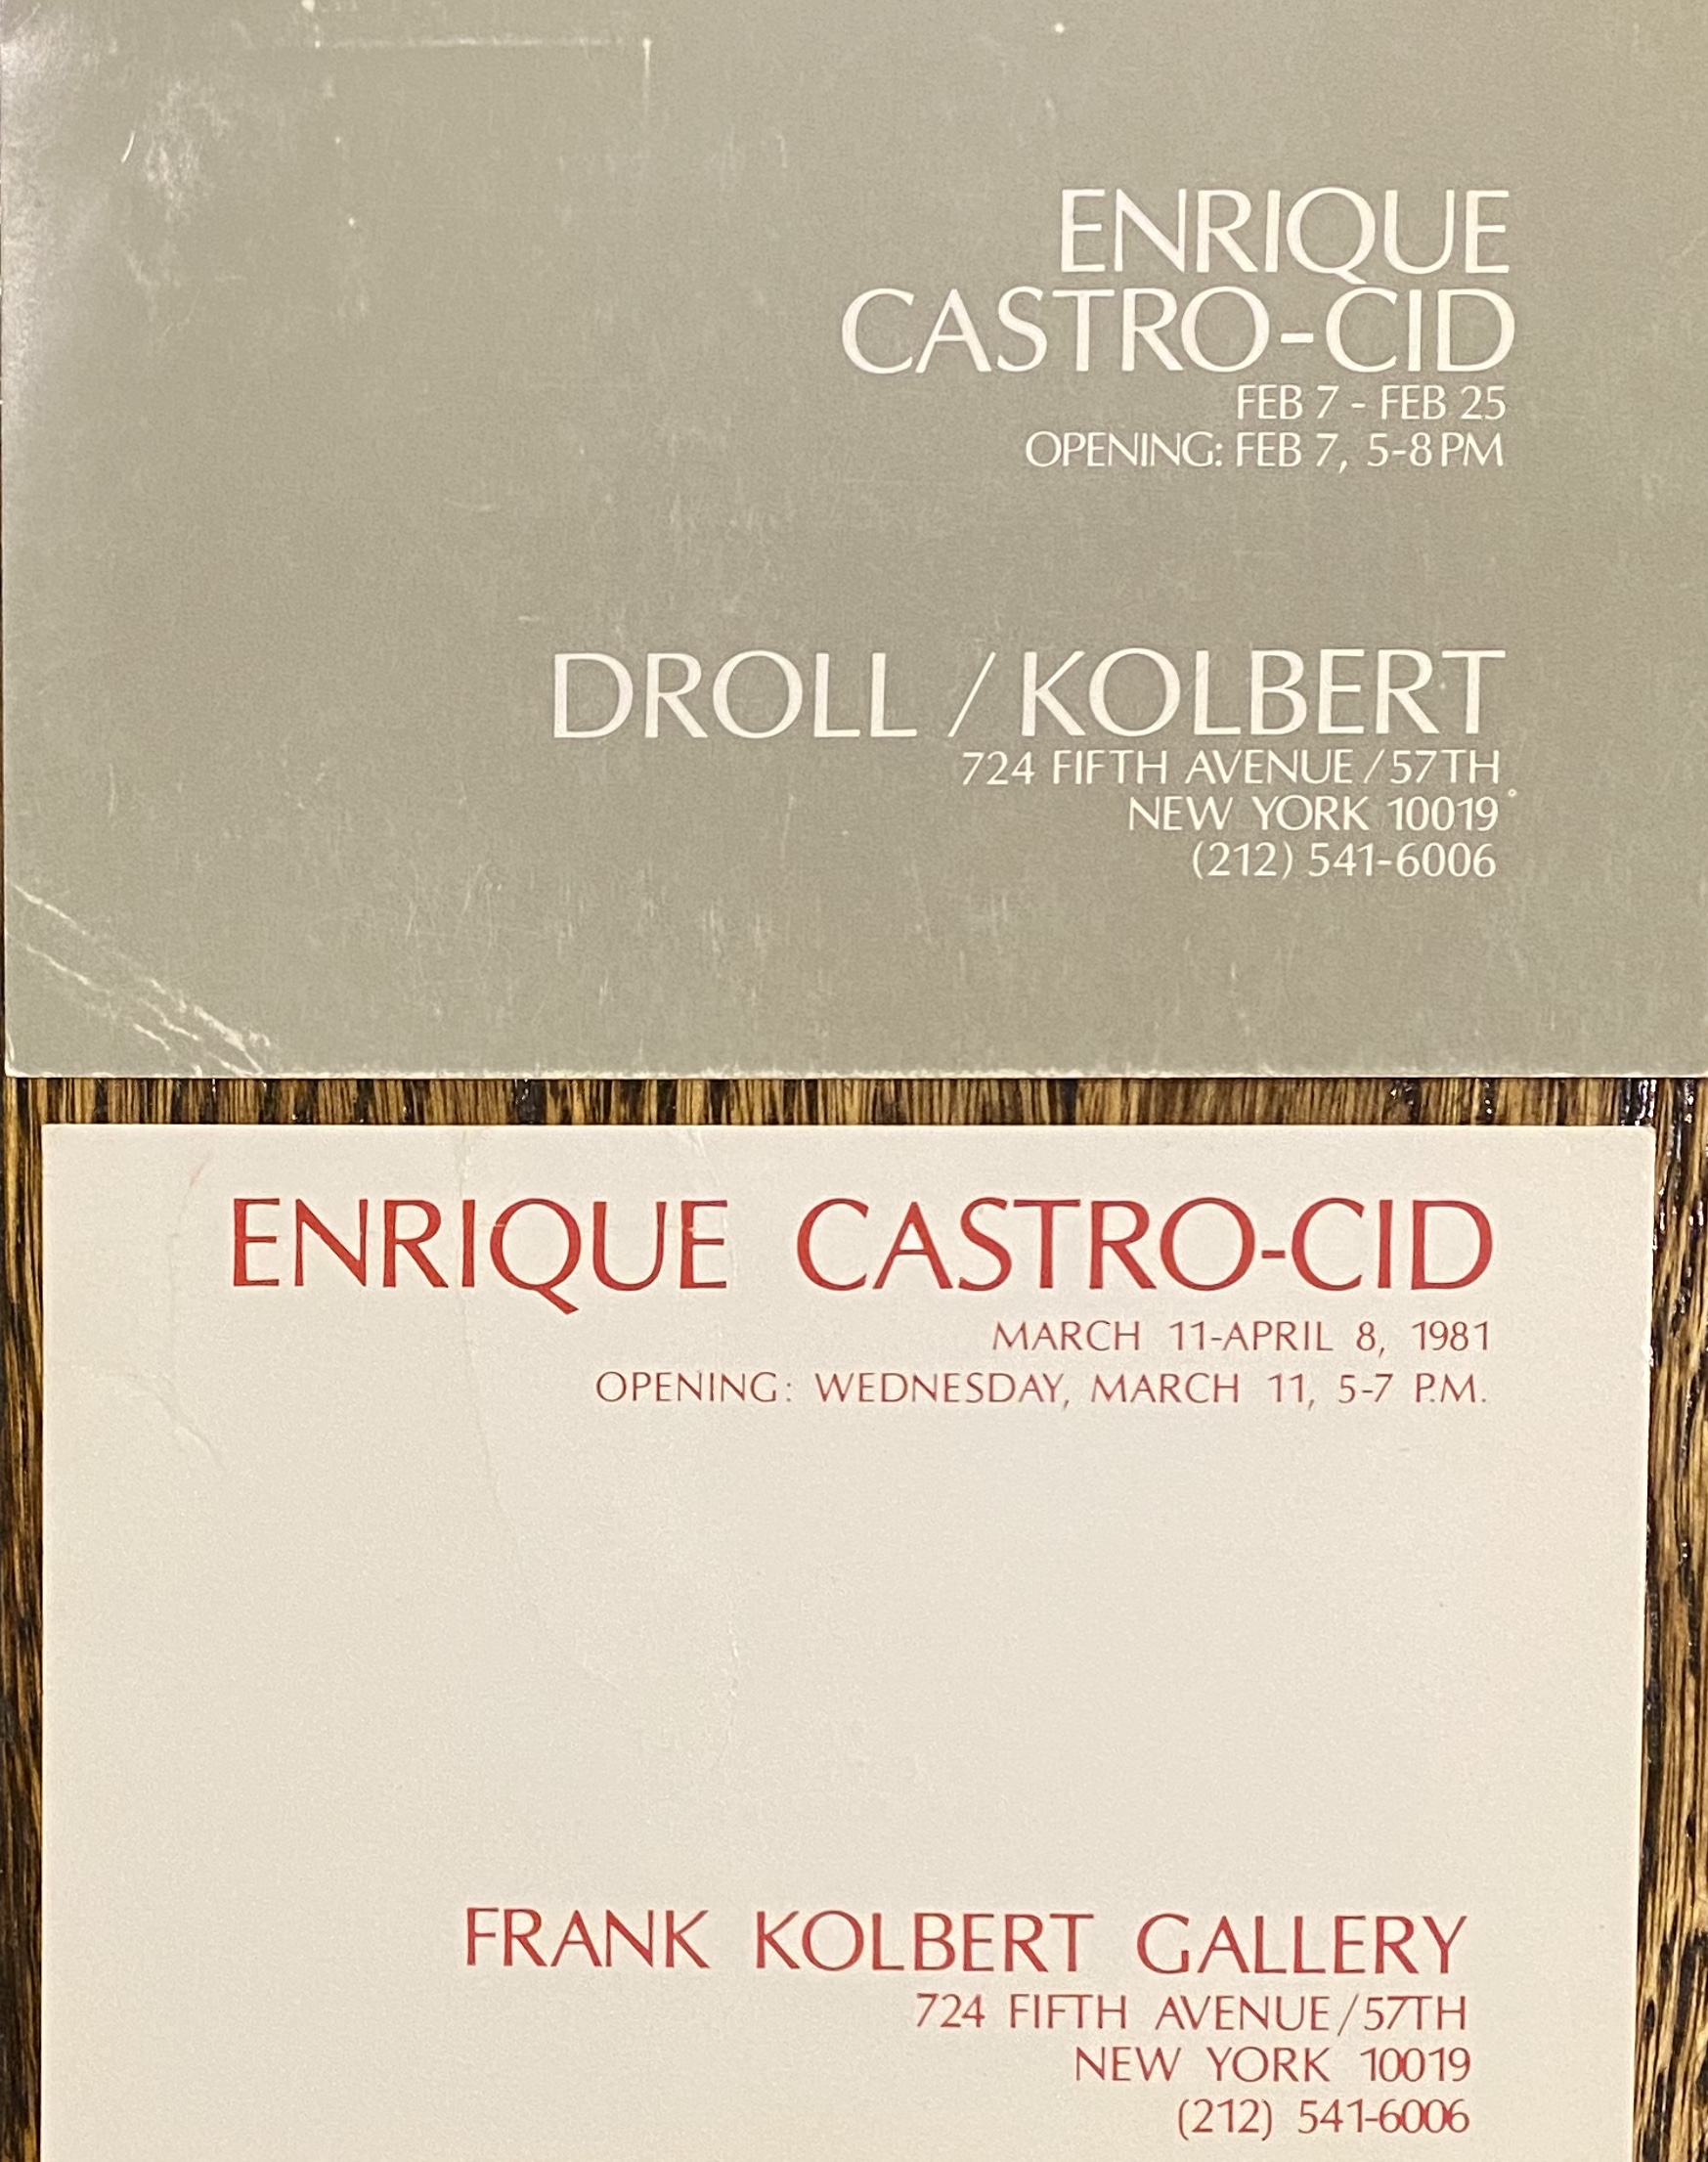 ENRIQUE
CASTRO-CID
FEB 7 - FEB 25
OPENING: FEB 7, 5-8 PM
DROLL / KOLBERT
724 FIFTH AVENUE / 57TH
NEW YORK 10019
(212) 541-6006
ENRIQUE CASTRO-CID
MARCH 11-APRIL 8, 1981
OPENING: WEDNESDAY, MARCH 11, 5-7 P.M.
FRANK KOLBERT GALLERY
724 FIFTH AVENUE/57TH
NEW YORK 10019
(212) 541-6006